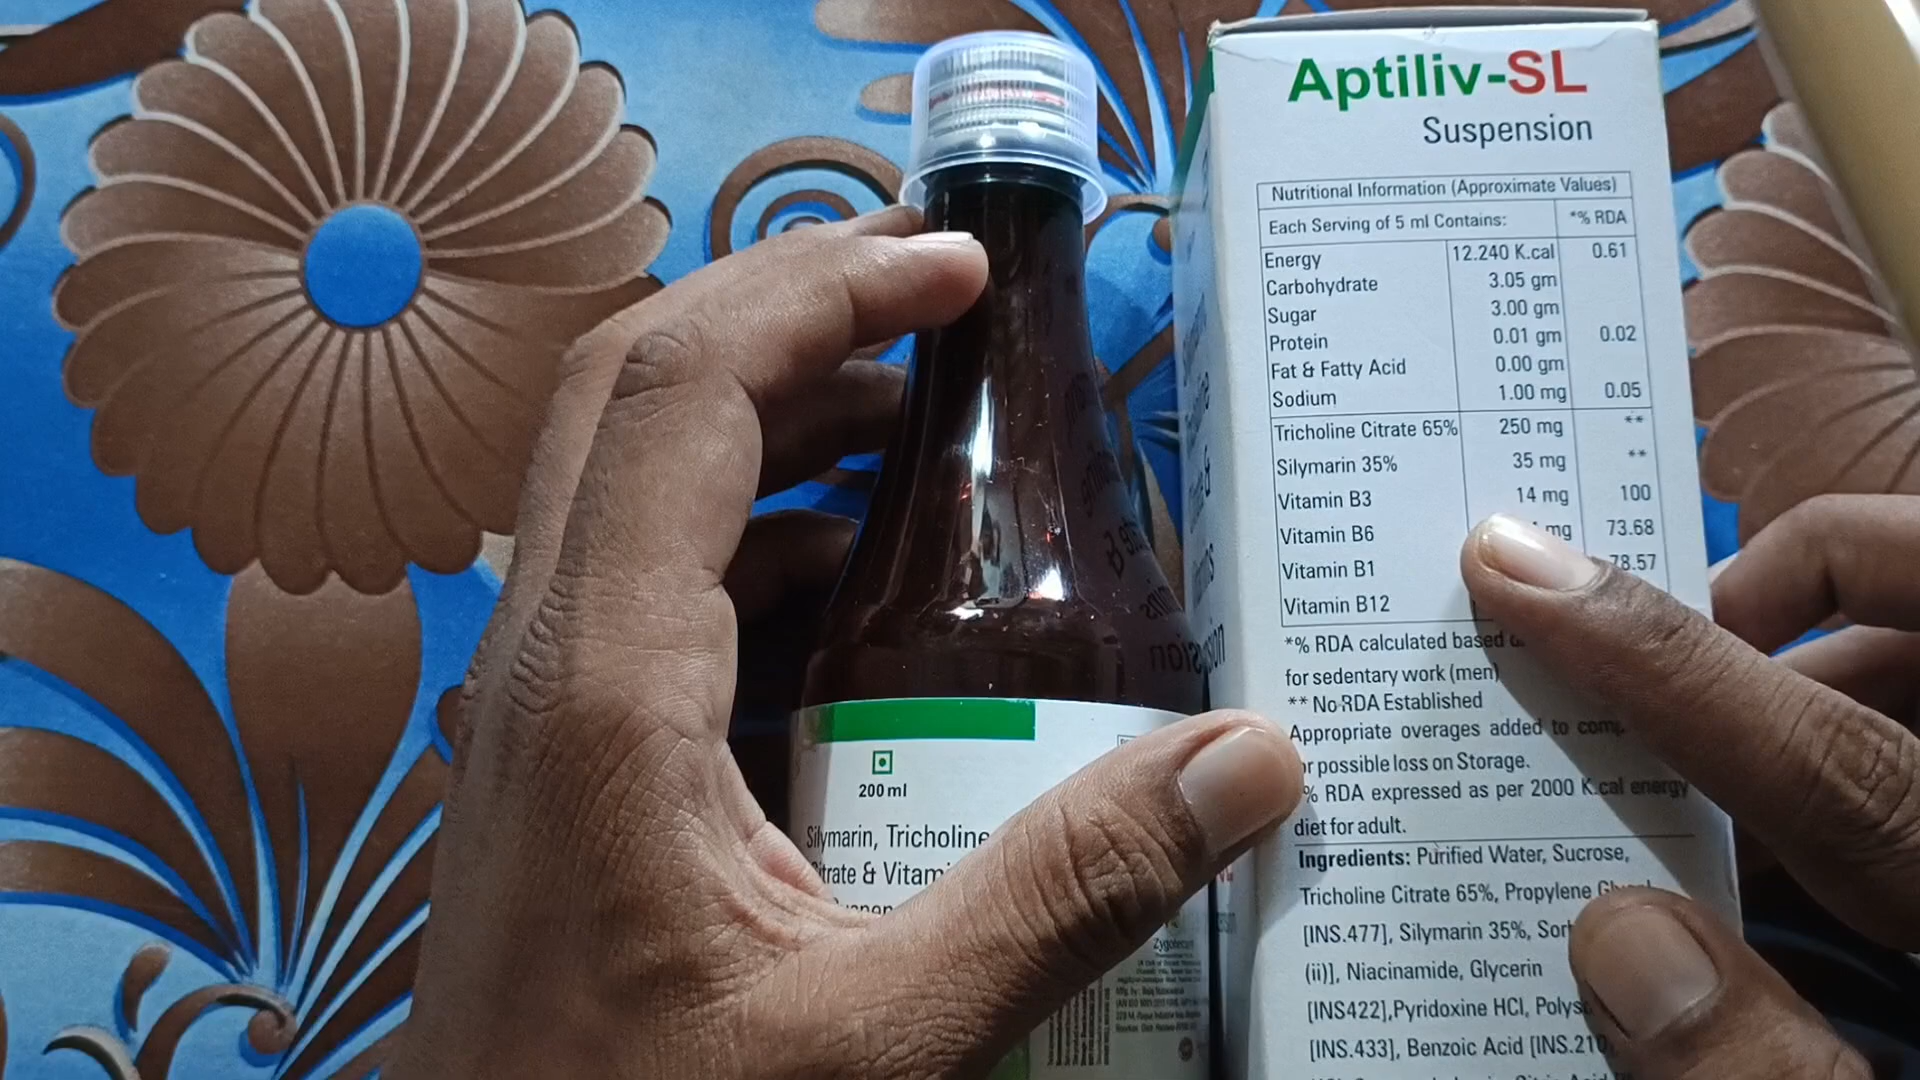 Aptiliv-SL
Suspension
Nutritional Information (Approximate Values)
Each Serving of 5 ml Contains: *% RDA
Energy 12.240 K.cal 0.61
Carbohydrate 3.05 gm
Sugar 3.00 gm
Protein 0.01 gm 0.02
Fat & Fatty Acid 0.00 gm
Sodium 1.00 mg 0.05
Tricholine Citrate 65% 250 mg **
Silymarin 35% 35 mg **
Vitamin B3 14 mg 100
Vitamin B6 mg 73.68
Vitamin B1 78.57
Vitamin B12
*% RDA calculated based
for sedentary work (men)
** No RDA Established
Appropriate overages added to
possible loss on Storage.
% RDA expressed as per 2000 K.cal energy
diet for adult.
Ingredients: Purified Water, Sucrose,
Tricholine Citrate 65%, Propylene
[INS.477], Silymarin 35%,
(ii)], Niacinamide, Glycerin
[INS422],Pyridoxine HCl,
[INS.433], Benzoic Acid [INS.210
200 ml
Silymarin, Tricholine
Citrate &